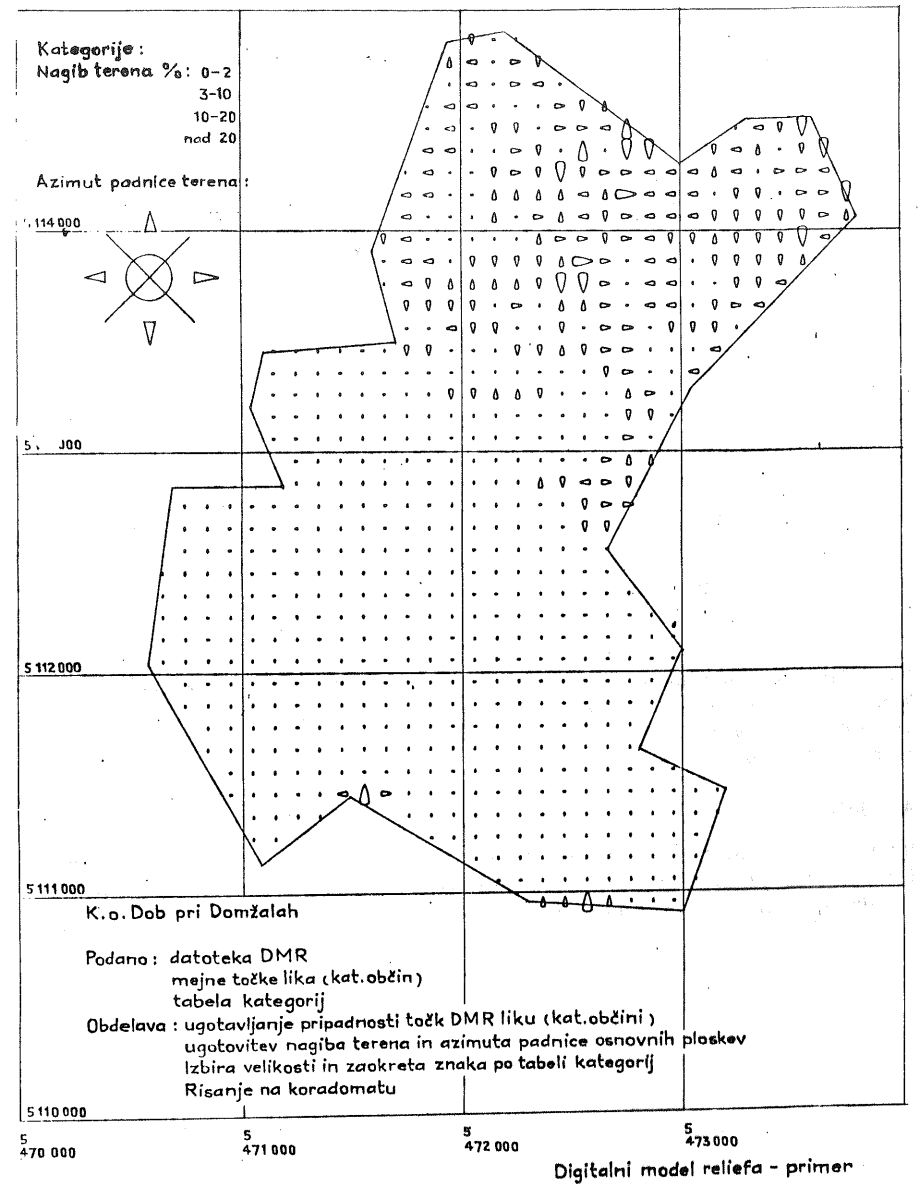 Kategorije :
Nagib terena % : 0-2
3-10
10-20
nad 20
Azimut padnice terena :
114 000
5 . 000
5 112 000
5 111 000
K.o. Dob pri Domžalah
Podano : datoteka DMR
mejne točke lika (kat. občin)
tabela kategorij
Obdelava : ugotavljanje pripadnosti točk DMR liku (kat. občini)
ugotovitev nagiba terena in azimuta padnice osnovnih ploskev
Izbira velikosti in zaokreta znaka po tabeli kategorij
Risanje na koradomatu
5 110 000
5 470 000
5 471 000
5 472 000
5 473 000
Digitalni model reliefa - primer